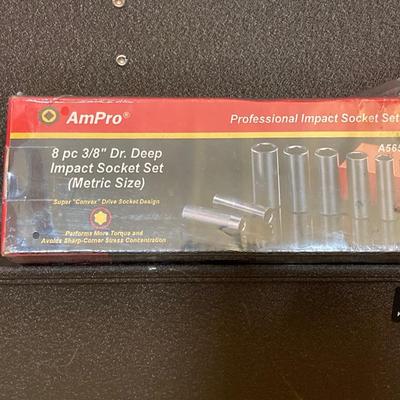 AmPro®
Professional Impact Socket Set
A565
8 pc 3/8" Dr. Deep
Impact Socket Set
(Metric Size)
Super "Convex" Drive Socket Design
Performs More Torque and
Avoids Sharp-Corner Stress Concentration